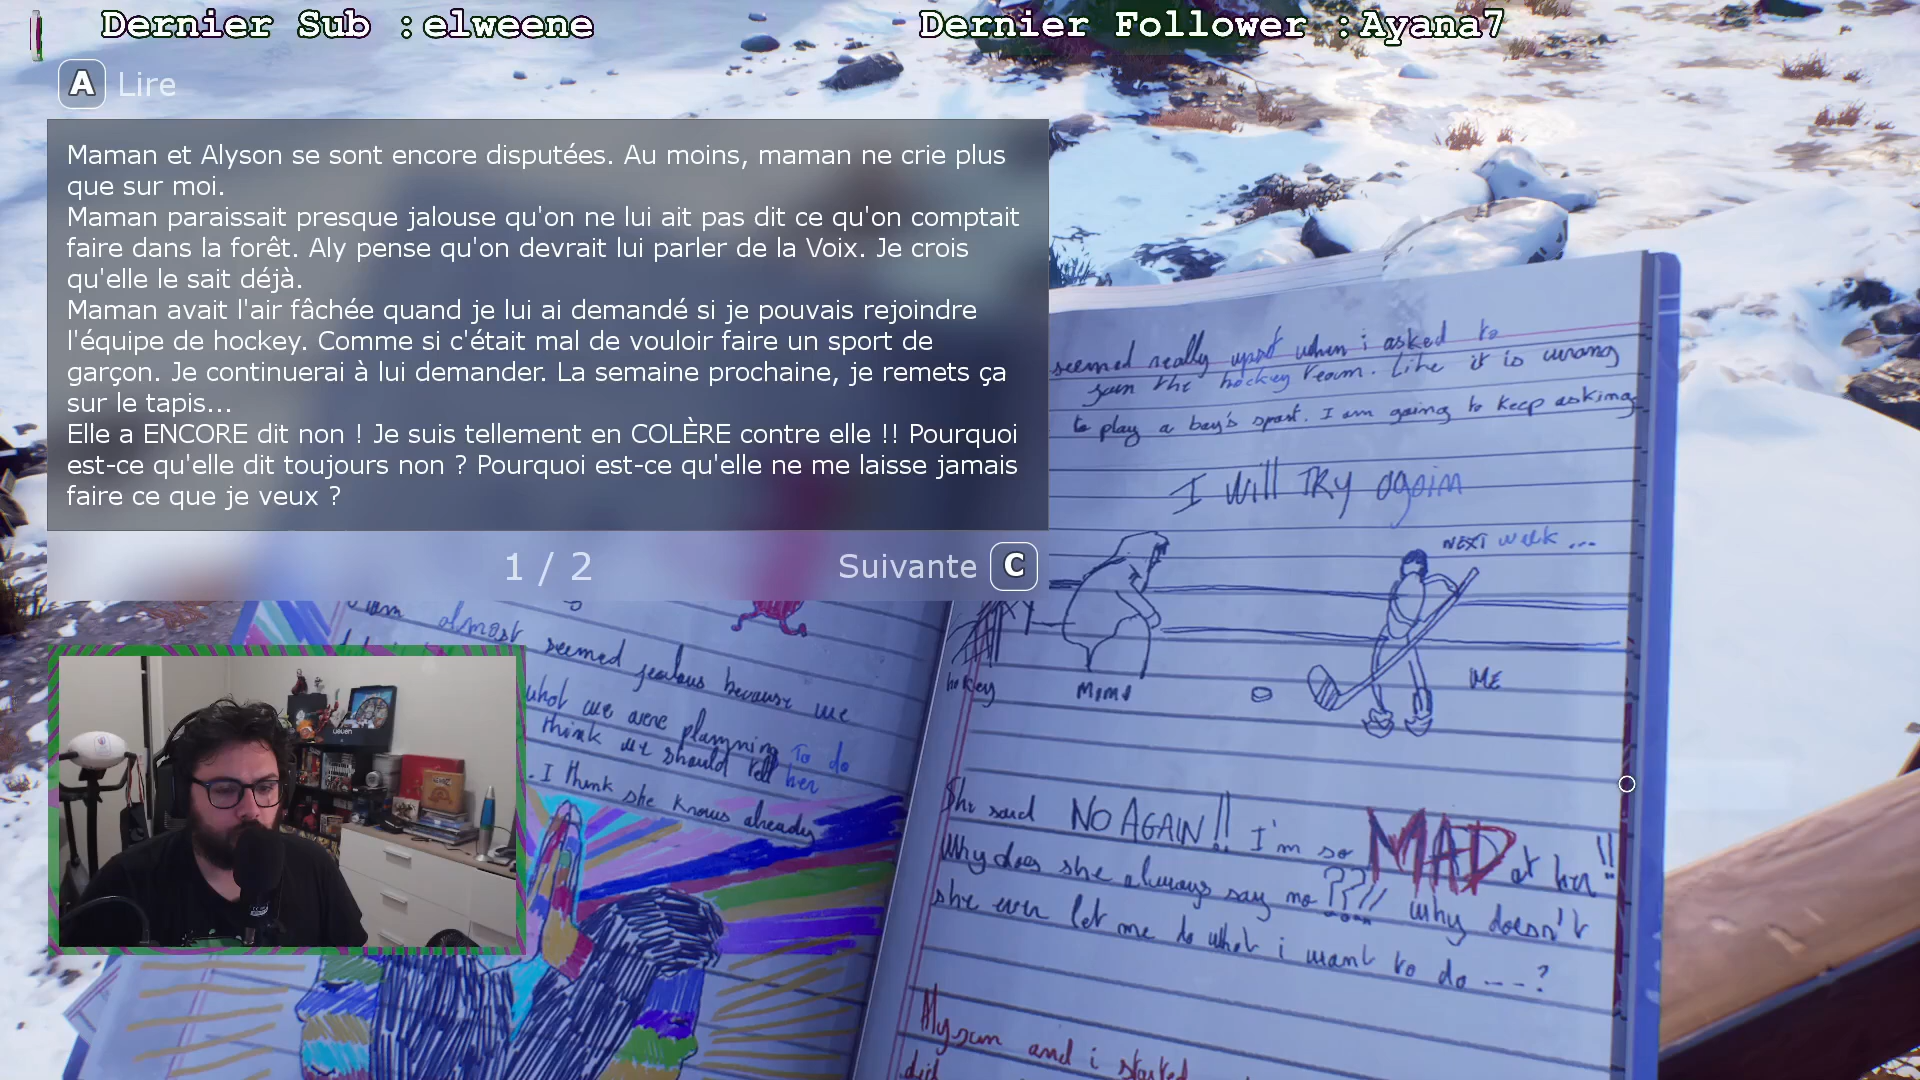 Dernier Sub :elweene
Dernier Follower :Ayana7
A Lire
Maman et Alyson se sont encore disputées. Au moins, maman ne crie plus
que sur moi.
Maman paraissait presque jalouse qu'on ne lui ait pas dit ce qu'on comptait
faire dans la forêt. Aly pense qu'on devrait lui parler de la Voix. Je crois
qu'elle le sait déjà.
Maman avait l'air fâchée quand je lui ai demandé si je pouvais rejoindre
l'équipe de hockey. Comme si c'était mal de vouloir faire un sport de
garçon. Je continuerai à lui demander. La semaine prochaine, je remets ça
sur le tapis...
Elle a ENCORE dit non ! Je suis tellement en COLÈRE contre elle !! Pourquoi
est-ce qu'elle dit toujours non ? Pourquoi est-ce qu'elle ne me laisse jamais
faire ce que je veux ?
1 / 2
Suivante C
almost seemed jealous because we
what we were planning To do
think we should tell her
. I think she knows already
seemed really upset when i asked to
join the hockey team. Like it is wrong
to play a boy's sport. I am going to keep asking
I will TRY again
NEXT week ...
hokey
Mom
ME
She said NO AGAIN!! I'm so MAD at her!!
Why does she always say no ??!! why doesn't
she ever let me do what i want to do ---?
Alyson and i started
did